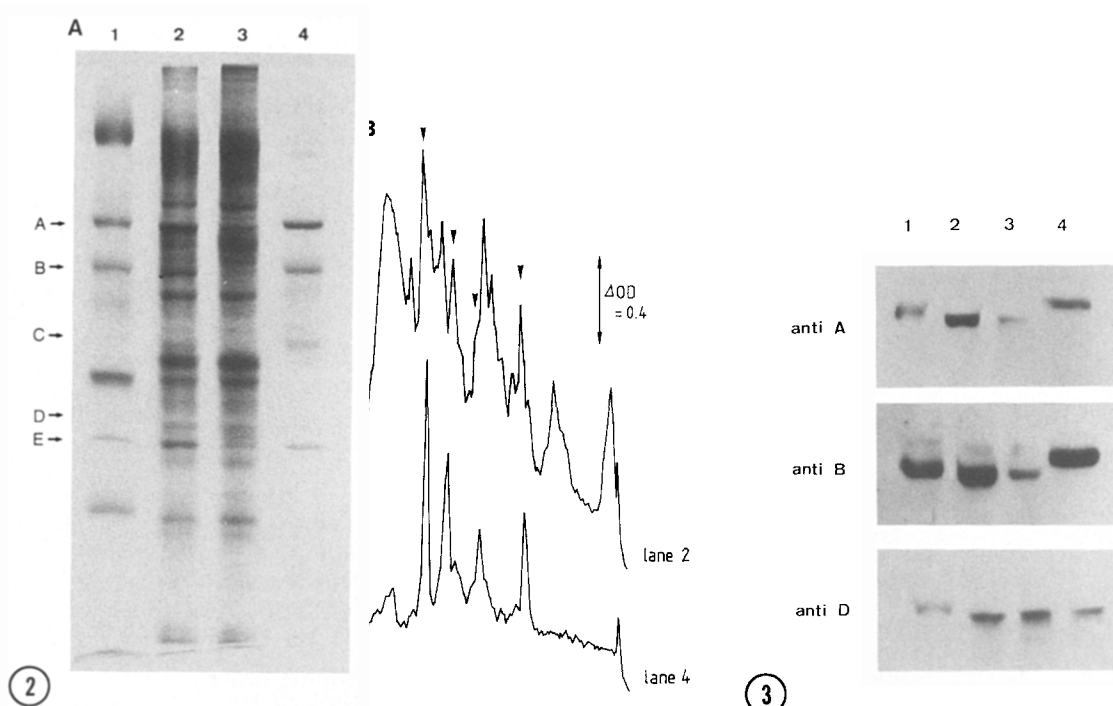 A
1 2 3 4
A→
B→
C→
D→
E→
2
B
ΔOD
= 0.4
lane 2
lane 4
1 2 3 4
anti A
anti B
anti D
3